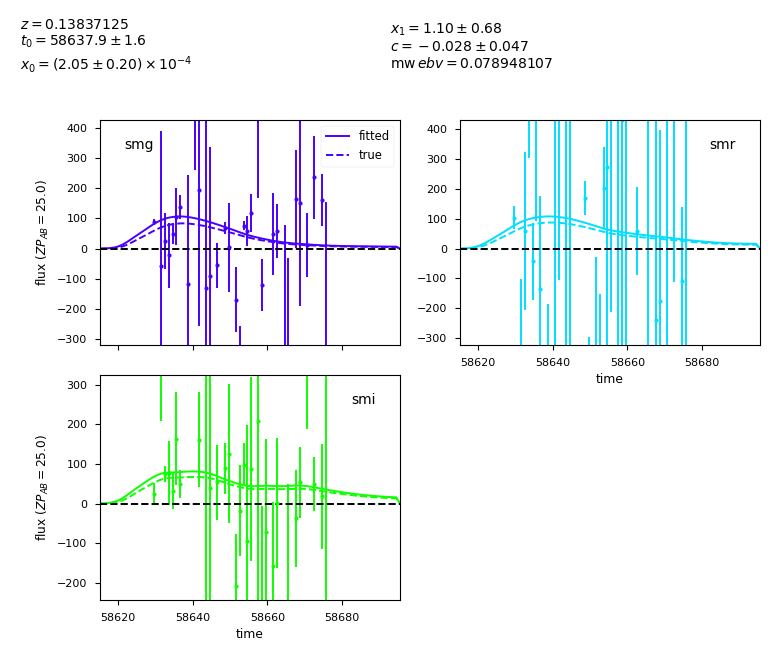 z = 0.13837125
t₀ = 58637.9 ± 1.6
x₀ = (2.05 ± 0.20) × 10⁻⁴
x₁ = 1.10 ± 0.68
c = −0.028 ± 0.047
mw ebv = 0.078948107
400
300
200
100
0
−100
−200
−300
flux (ZP_AB = 25.0)
smg
fitted
true
400
300
200
100
0
−100
−200
−300
smr
58620
58640
58660
58680
time
300
200
100
0
−100
−200
flux (ZP_AB = 25.0)
smi
58620
58640
58660
58680
time